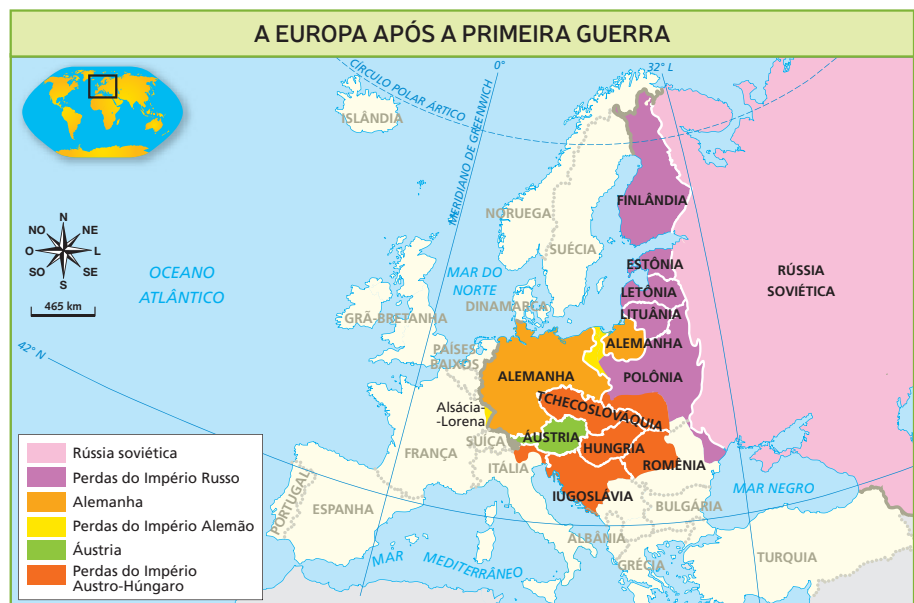 A EUROPA APÓS A PRIMEIRA GUERRA
CÍRCULO POLAR ÁRTICO
0°
32° L
MERIDIANO DE GREENWICH
ISLÂNDIA
N
NO
NE
O
L
SO
SE
S
465 km
OCEANO
ATLÂNTICO
NORUEGA
SUÉCIA
FINLÂNDIA
ESTÔNIA
LETÔNIA
LITUÂNIA
RÚSSIA
SOVIÉTICA
MAR DO
NORTE
DINAMARCA
GRÃ-BRETANHA
42° N
PAÍSES
BAIXOS
ALEMANHA
ALEMANHA
POLÔNIA
TCHECOSLOVÁQUIA
Alsácia-
-Lorena
ÁUSTRIA
HUNGRIA
ROMÊNIA
SUÍÇA
FRANÇA
ITÁLIA
IUGOSLÁVIA
MAR NEGRO
BULGÁRIA
PORTUGAL
ESPANHA
ALBÂNIA
GRÉCIA
TURQUIA
MAR MEDITERRÂNEO
Rússia soviética
Perdas do Império Russo
Alemanha
Perdas do Império Alemão
Áustria
Perdas do Império
Austro-Húngaro